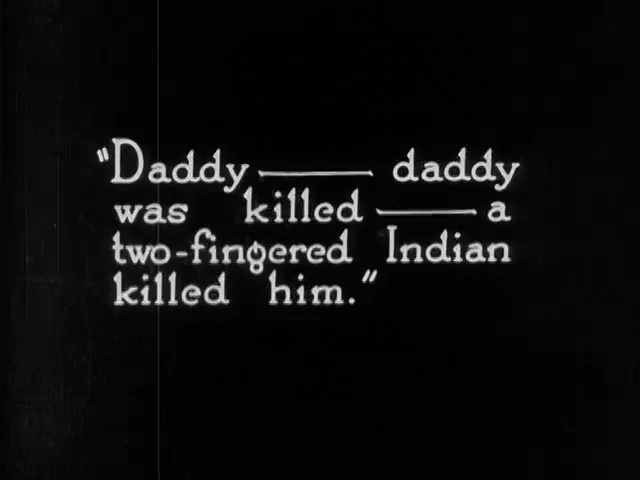 "Daddy —— daddy
was killed —— a
two-fingered Indian
killed him."